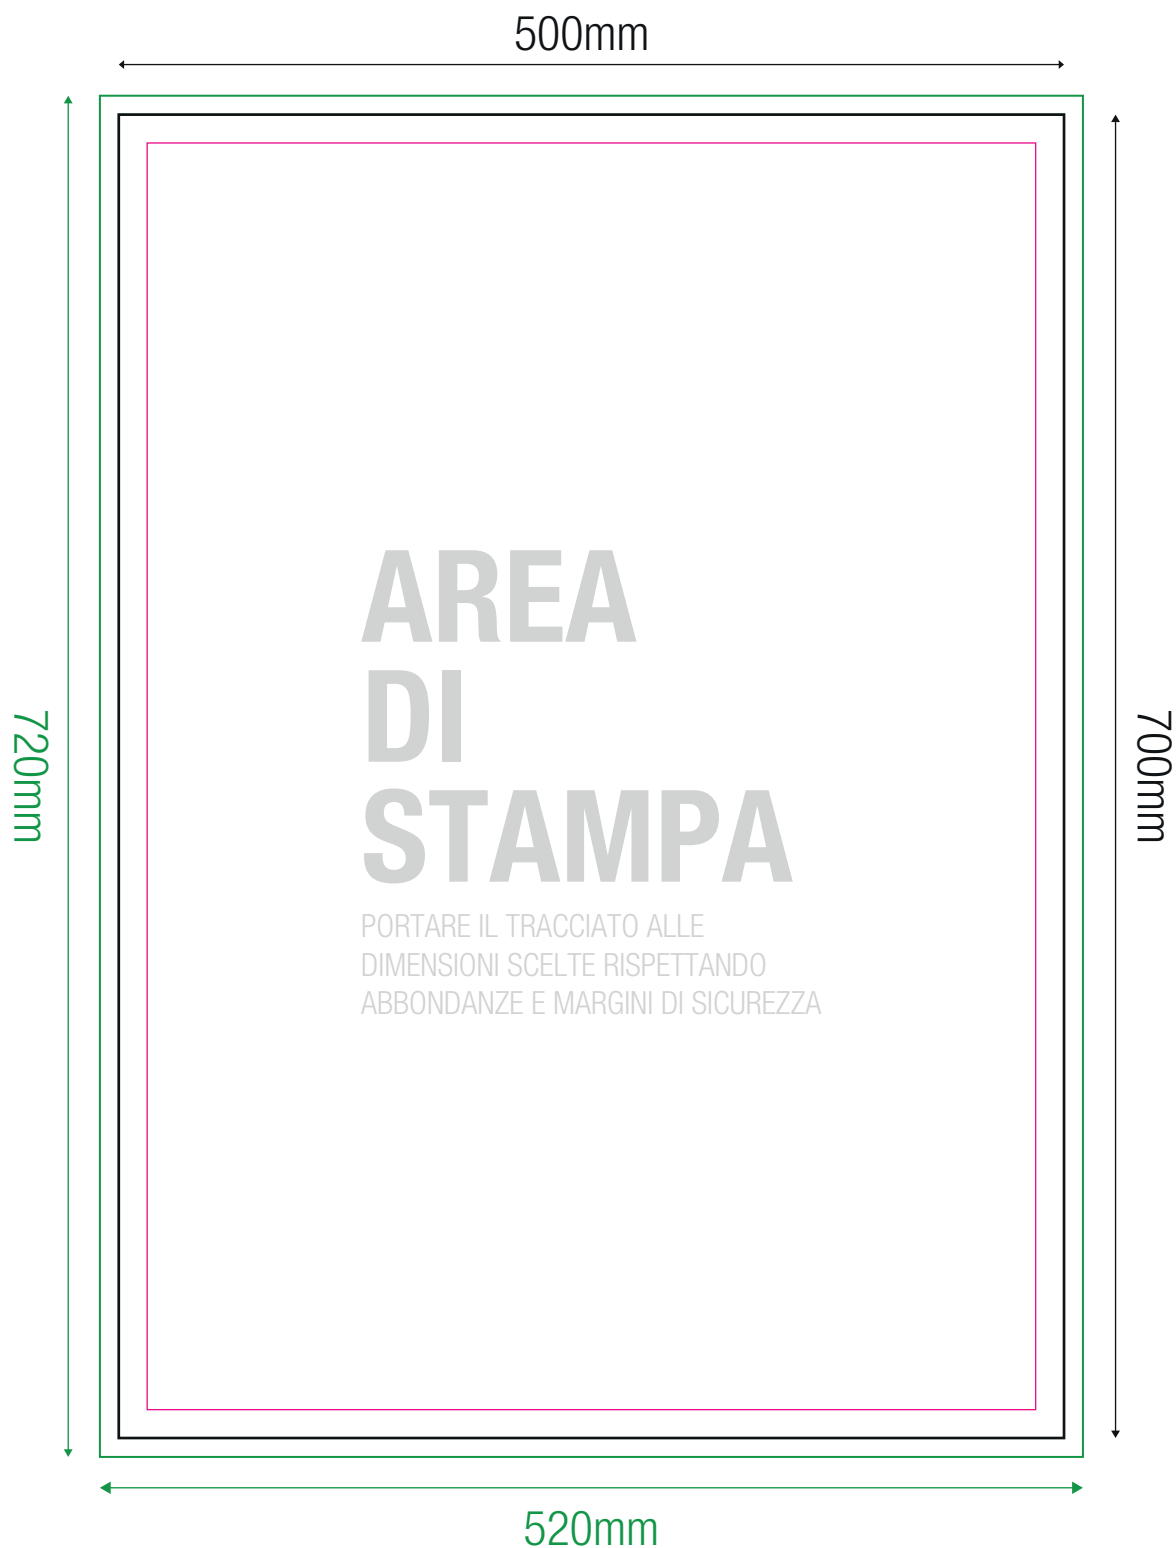 500mm
720mm
700mm
AREA
DI
STAMPA
PORTARE IL TRACCIATO ALLE
DIMENSIONI SCELTE RISPETTANDO
ABBONDANZE E MARGINI DI SICUREZZA
520mm